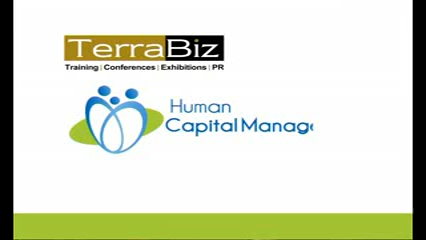 TerraBiz
Training | Conferences | Exhibitions | PR
Human
Capital Manage